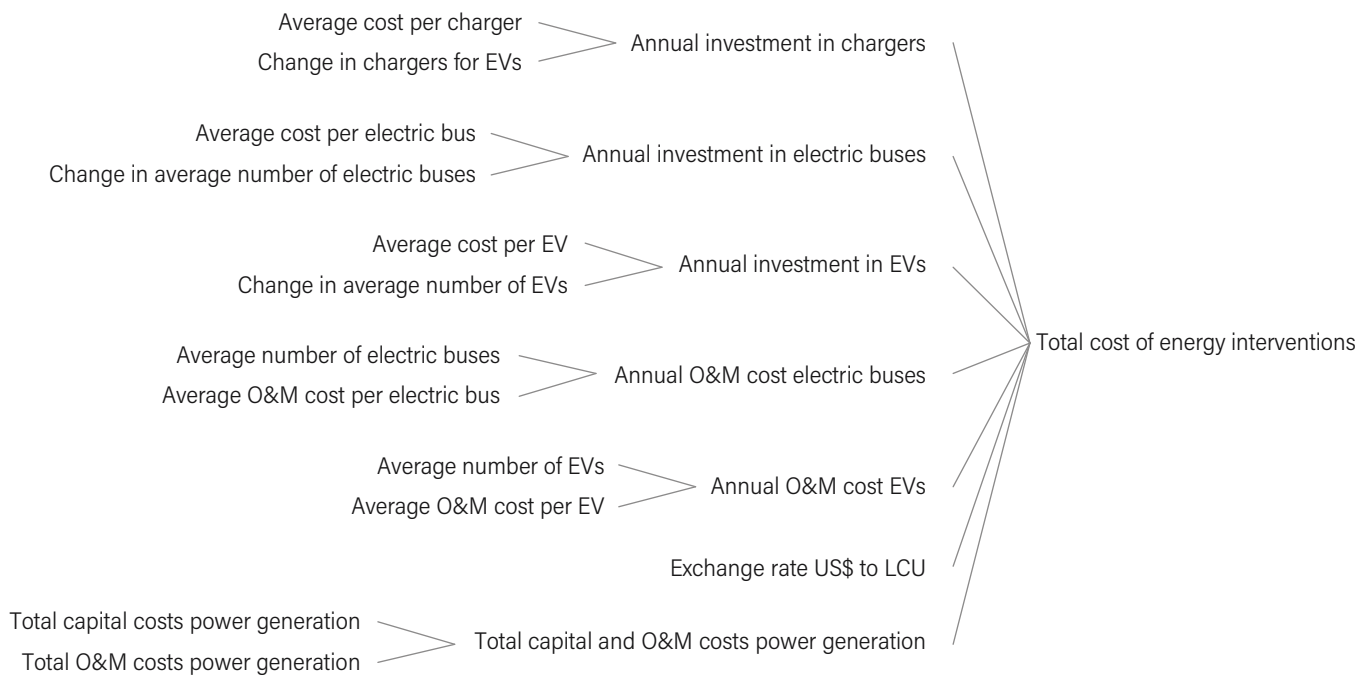 Average cost per charger
Change in chargers for EVs
Annual investment in chargers
Average cost per electric bus
Change in average number of electric buses
Annual investment in electric buses
Average cost per EV
Change in average number of EVs
Annual investment in EVs
Average number of electric buses
Average O&M cost per electric bus
Annual O&M cost electric buses
Average number of EVs
Average O&M cost per EV
Annual O&M cost EVs
Exchange rate US$ to LCU
Total capital costs power generation
Total O&M costs power generation
Total capital and O&M costs power generation
Total cost of energy interventions